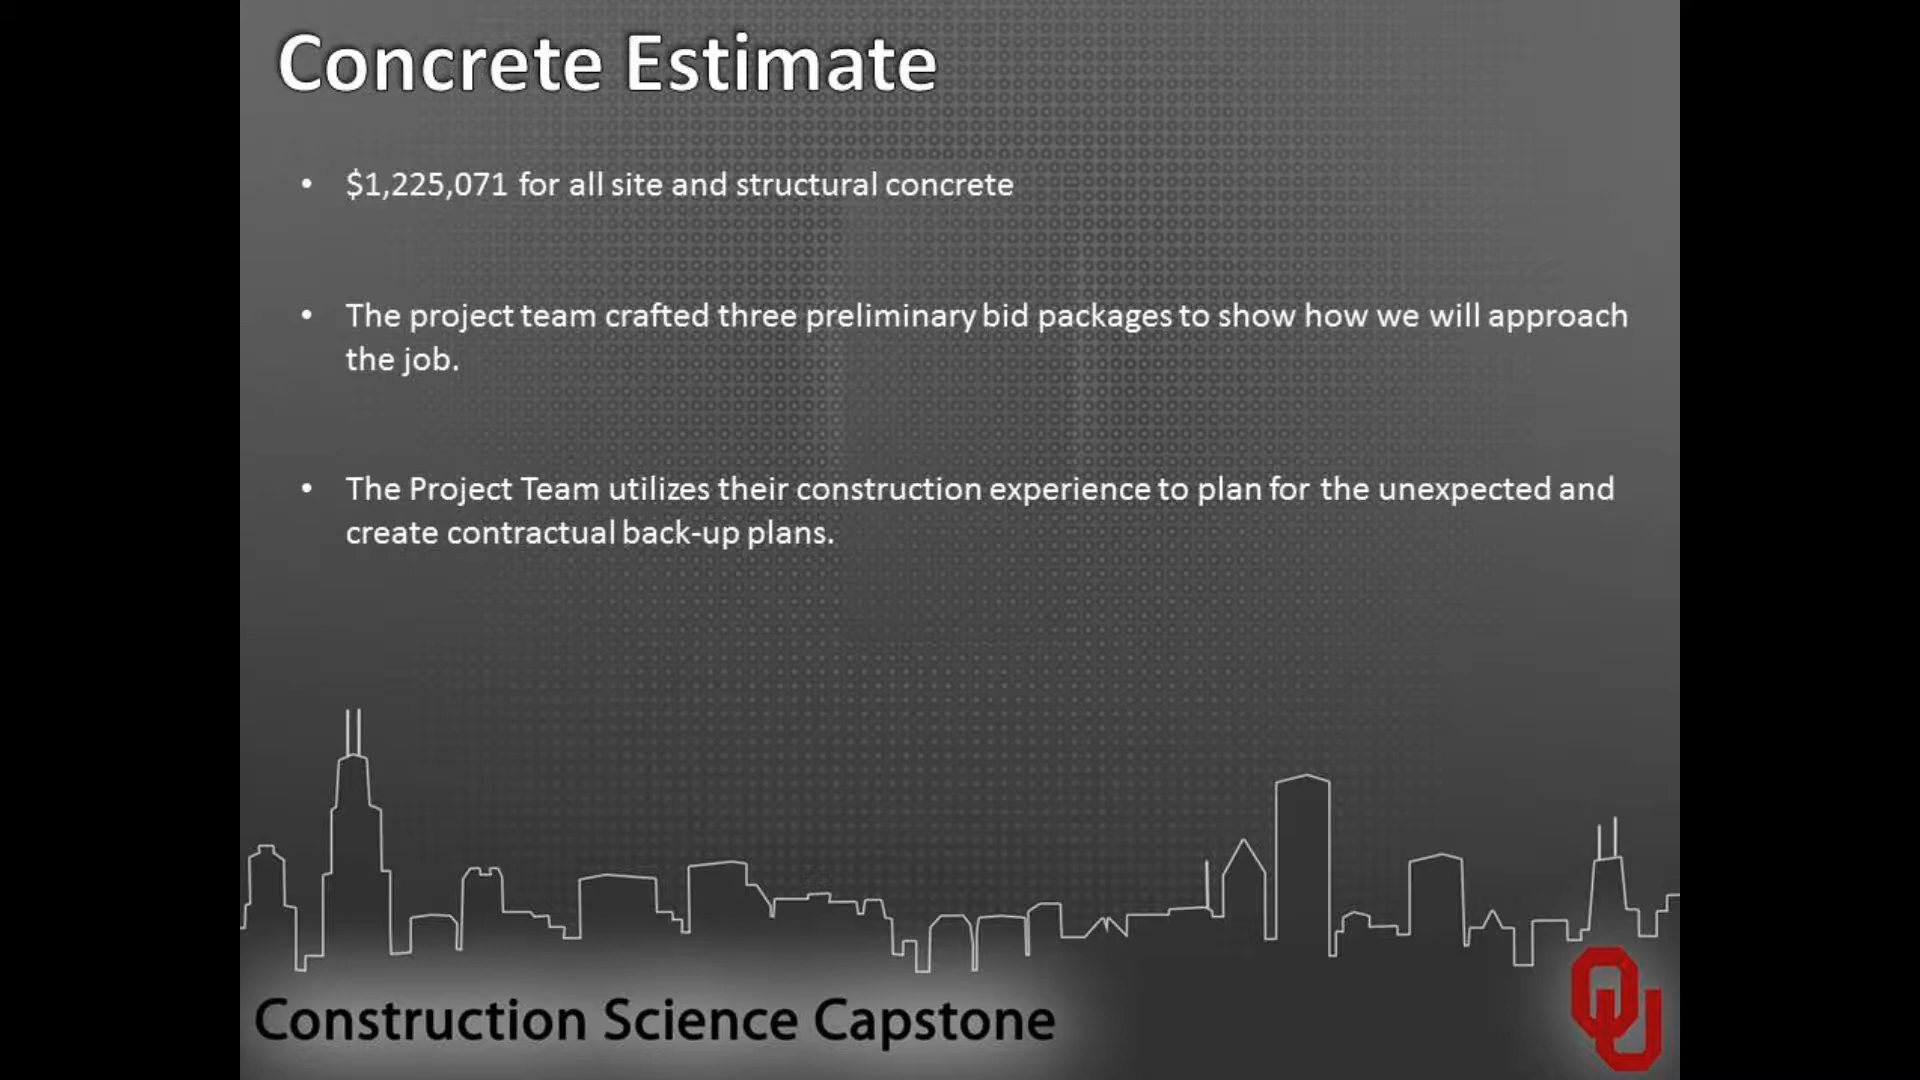 Concrete Estimate
• $1,225,071 for all site and structural concrete
• The project team crafted three preliminary bid packages to show how we will approach
the job.
• The Project Team utilizes their construction experience to plan for the unexpected and
create contractual back-up plans.
Construction Science Capstone
OU